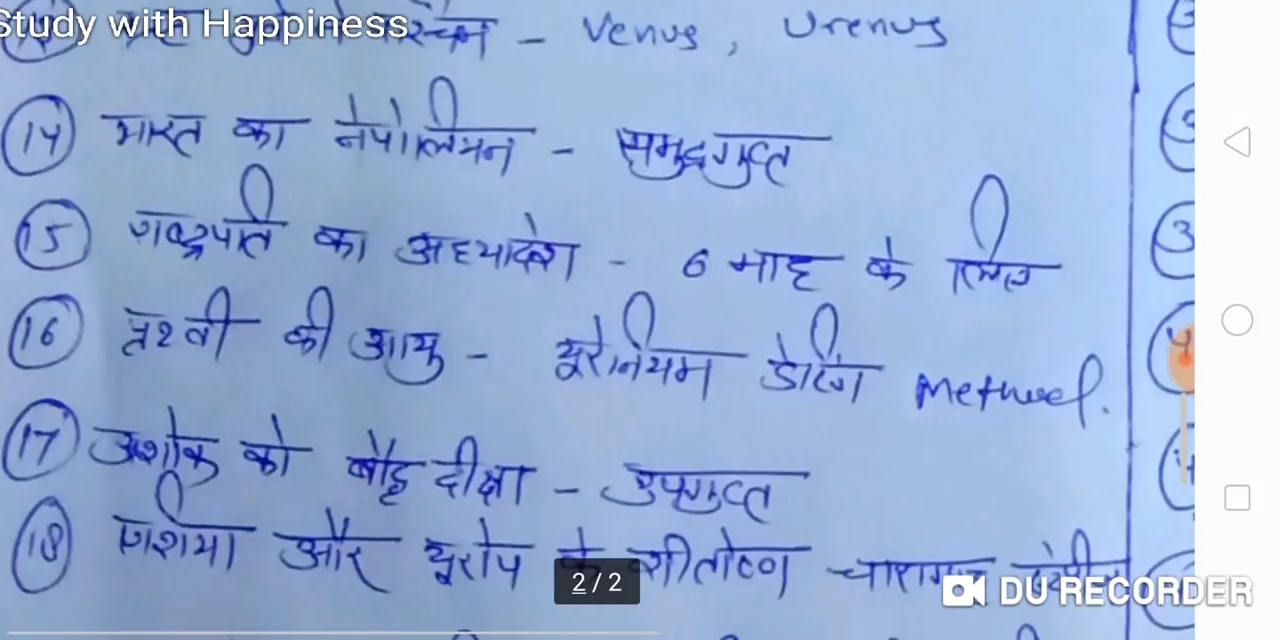 Study with Happiness
- Venus, Urenus
14 भारत का नेपोलियन - समुद्रगुप्त
15 राष्ट्रपति का अध्यादेश - 6 माह के लिए
16 पृथ्वी की आयु - यूरेनियम डेटिंग Method.
17 अशोक को बौद्ध दीक्षा - उपगुप्त
18 एशिया और यूरोप के शीतोष्ण चारागाह
2/2
DU RECORDER